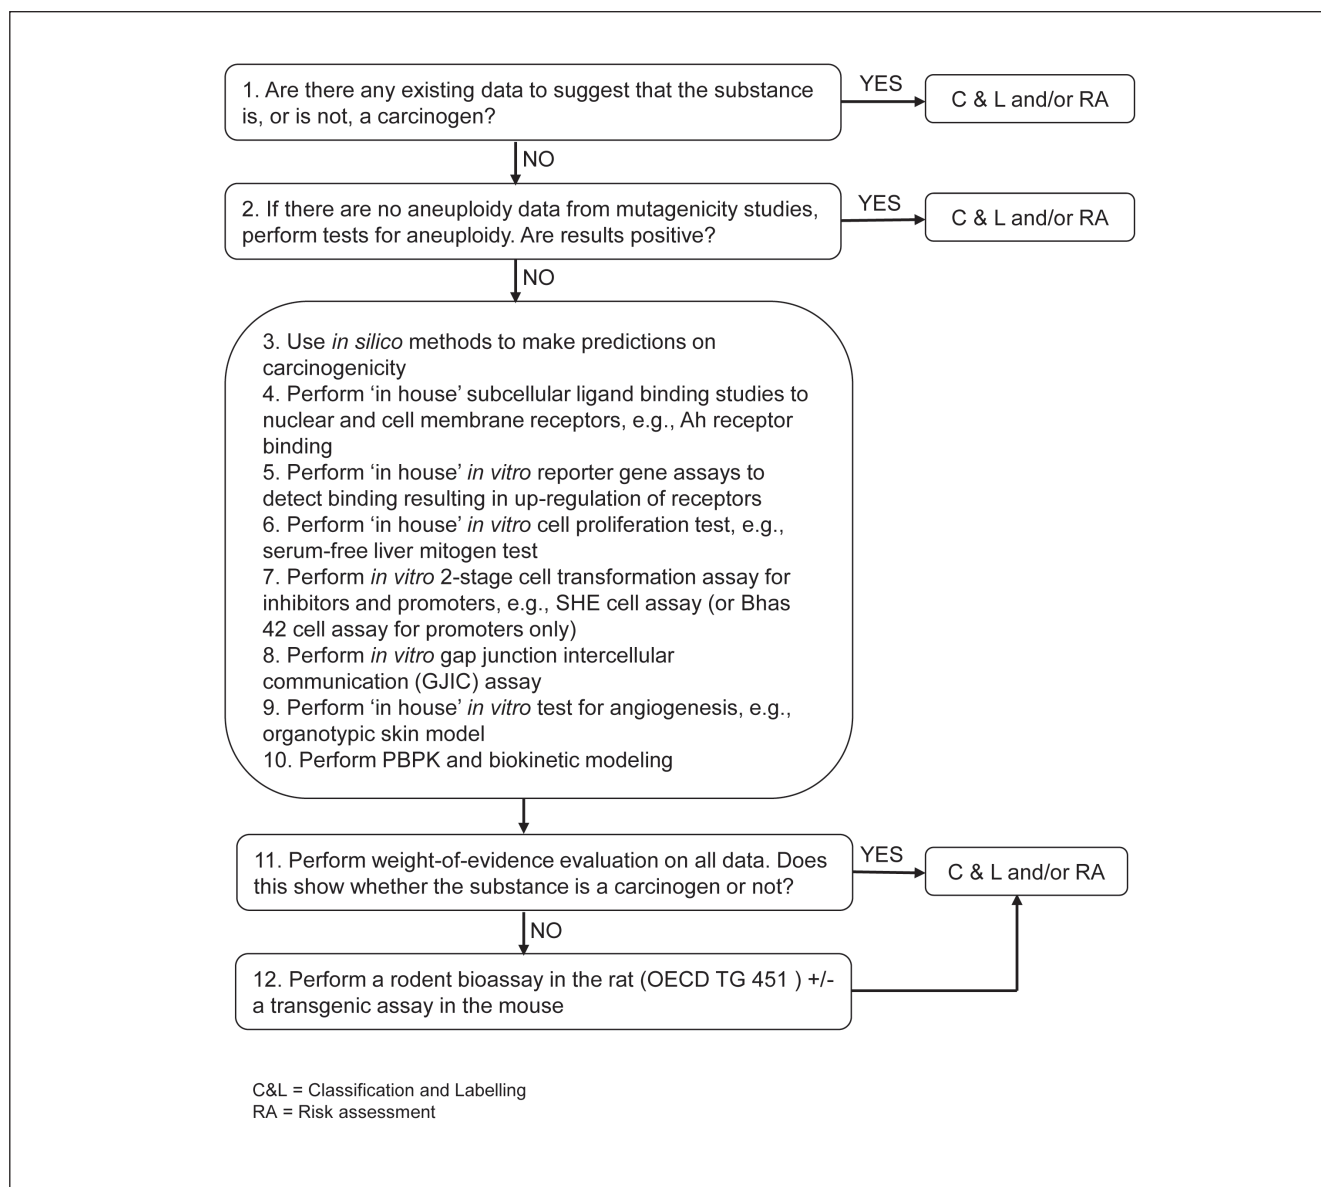 1. Are there any existing data to suggest that the substance
is, or is not, a carcinogen?
YES
C & L and/or RA
NO
2. If there are no aneuploidy data from mutagenicity studies,
perform tests for aneuploidy. Are results positive?
YES
C & L and/or RA
NO
3. Use in silico methods to make predictions on
carcinogenicity
4. Perform ‘in house’ subcellular ligand binding studies to
nuclear and cell membrane receptors, e.g., Ah receptor
binding
5. Perform ‘in house’ in vitro reporter gene assays to
detect binding resulting in up-regulation of receptors
6. Perform ‘in house’ in vitro cell proliferation test, e.g.,
serum-free liver mitogen test
7. Perform in vitro 2-stage cell transformation assay for
inhibitors and promoters, e.g., SHE cell assay (or Bhas
42 cell assay for promoters only)
8. Perform in vitro gap junction intercellular
communication (GJIC) assay
9. Perform ‘in house’ in vitro test for angiogenesis, e.g.,
organotypic skin model
10. Perform PBPK and biokinetic modeling
11. Perform weight-of-evidence evaluation on all data. Does
this show whether the substance is a carcinogen or not?
YES
C & L and/or RA
NO
12. Perform a rodent bioassay in the rat (OECD TG 451 ) +/-
a transgenic assay in the mouse
C&L = Classification and Labelling
RA = Risk assessment